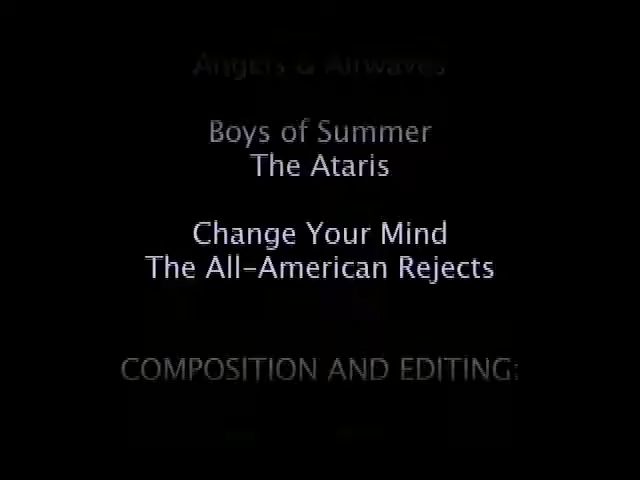 Angels & Airwaves
Boys of Summer
The Ataris
Change Your Mind
The All-American Rejects
COMPOSITION AND EDITING: